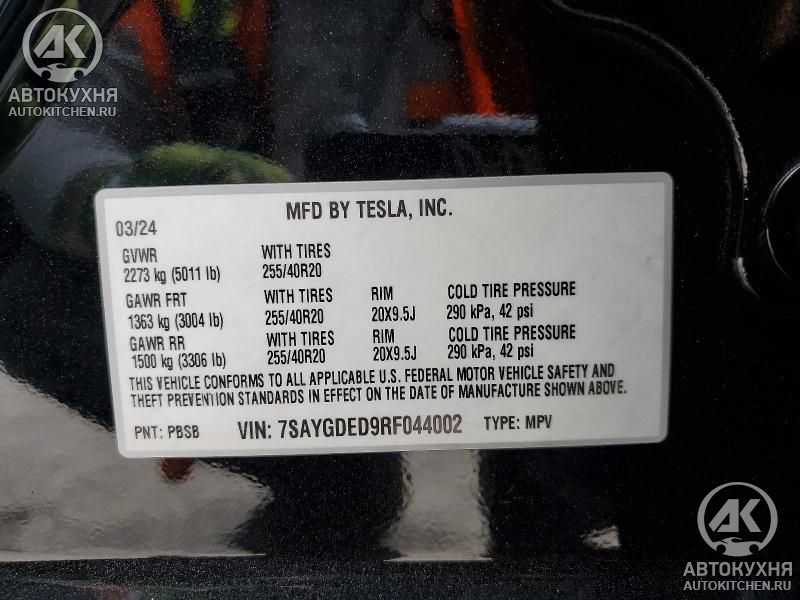 АК
АВТОКУХНЯ
AUTOKITCHEN.RU
MFD BY TESLA, INC.
03/24
GVWR WITH TIRES
2273 kg (5011 lb) 255/40R20
GAWR FRT WITH TIRES RIM COLD TIRE PRESSURE
1363 kg (3004 lb) 255/40R20 20X9.5J 290 kPa, 42 psi
GAWR RR WITH TIRES RIM COLD TIRE PRESSURE
1500 kg (3306 lb) 255/40R20 20X9.5J 290 kPa, 42 psi
THIS VEHICLE CONFORMS TO ALL APPLICABLE U.S. FEDERAL MOTOR VEHICLE SAFETY AND
THEFT PREVENTION STANDARDS IN EFFECT ON THE DATE OF MANUFACTURE SHOWN ABOVE.
PNT: PBSB VIN: 7SAYGDED9RF044002 TYPE: MPV
АК
АВТОКУХНЯ
AUTOKITCHEN.RU